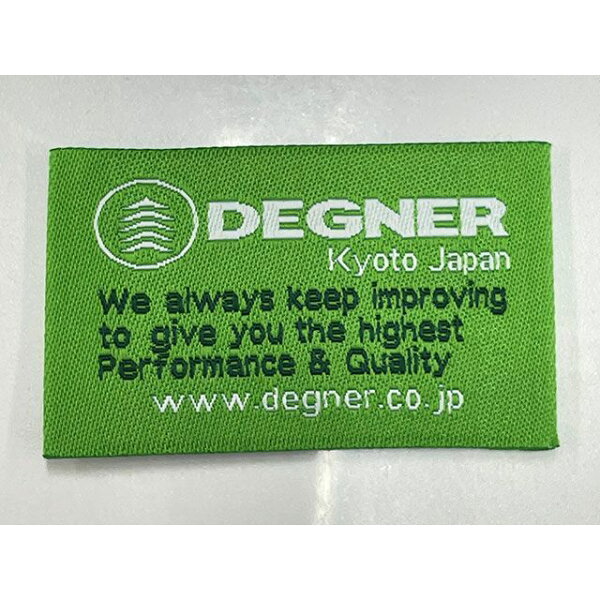 DEGNER
Kyoto Japan
We always keep improving
to give you the highest
Performance & Quality
www.degner.co.jp